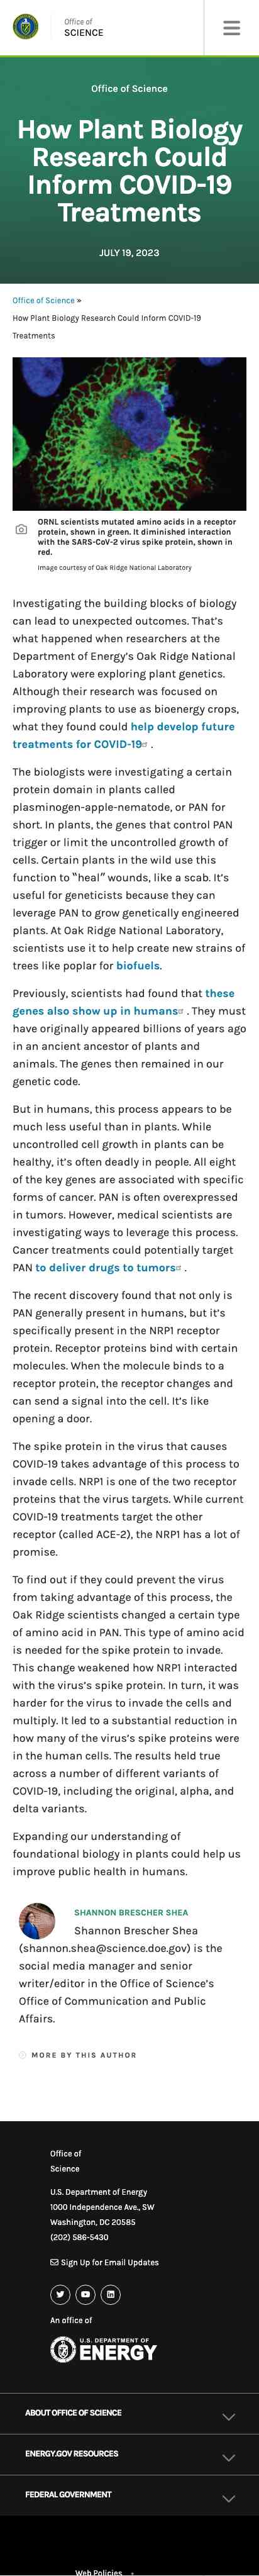 Office of
SCIENCE
Office of Science
How Plant Biology
Research Could
Inform COVID-19
Treatments
JULY 19, 2023
Office of Science »
How Plant Biology Research Could Inform COVID-19
Treatments
ORNL scientists mutated amino acids in a receptor
protein, shown in green. It diminished interaction
with the SARS-CoV-2 virus spike protein, shown in
red.
Image courtesy of Oak Ridge National Laboratory
Investigating the building blocks of biology
can lead to unexpected outcomes. That's
what happened when researchers at the
Department of Energy's Oak Ridge National
Laboratory were exploring plant genetics.
Although their research was focused on
improving plants to use as bioenergy crops,
what they found could help develop future
treatments for COVID-19 .
The biologists were investigating a certain
protein domain in plants called
plasminogen-apple-nematode, or PAN for
short. In plants, the genes that control PAN
trigger or limit the uncontrolled growth of
cells. Certain plants in the wild use this
function to “heal” wounds, like a scab. It's
useful for geneticists because they can
leverage PAN to grow genetically engineered
plants. At Oak Ridge National Laboratory,
scientists use it to help create new strains of
trees like poplar for biofuels.
Previously, scientists had found that these
genes also show up in humans . They must
have originally appeared billions of years ago
in an ancient ancestor of plants and
animals. The genes then remained in our
genetic code.
But in humans, this process appears to be
much less useful than in plants. While
uncontrolled cell growth in plants can be
healthy, it's often deadly in people. All eight
of the key genes are associated with specific
forms of cancer. PAN is often overexpressed
in tumors. However, medical scientists are
investigating ways to leverage this process.
Cancer treatments could potentially target
PAN to deliver drugs to tumors .
The recent discovery found that not only is
PAN generally present in humans, but it's
specifically present in the NRP1 receptor
protein. Receptor proteins bind with certain
molecules. When the molecule binds to a
receptor protein, the receptor changes and
can send a signal into the cell. It's like
opening a door.
The spike protein in the virus that causes
COVID-19 takes advantage of this process to
invade cells. NRP1 is one of the two receptor
proteins that the virus targets. While current
COVID-19 treatments target the other
receptor (called ACE-2), the NRP1 has a lot of
promise.
To find out if they could prevent the virus
from taking advantage of this process, the
Oak Ridge scientists changed a certain type
of amino acid in PAN. This type of amino acid
is needed for the spike protein to invade.
This change weakened how NRP1 interacted
with the virus's spike protein. In turn, it was
harder for the virus to invade the cells and
multiply. It led to a substantial reduction in
how many of the virus's spike proteins were
in the human cells. The results held true
across a number of different variants of
COVID-19, including the original, alpha, and
delta variants.
Expanding our understanding of
foundational biology in plants could help us
improve public health in humans.
SHANNON BRESCHER SHEA
Shannon Brescher Shea
(shannon.shea@science.doe.gov) is the
social media manager and senior
writer/editor in the Office of Science's
Office of Communication and Public
Affairs.
MORE BY THIS AUTHOR
Office of
Science
U.S. Department of Energy
1000 Independence Ave., SW
Washington, DC 20585
(202) 586-5430
Sign Up for Email Updates
An office of
U.S. DEPARTMENT OF
ENERGY
ABOUT OFFICE OF SCIENCE
ENERGY.GOV RESOURCES
FEDERAL GOVERNMENT
Web Policies •